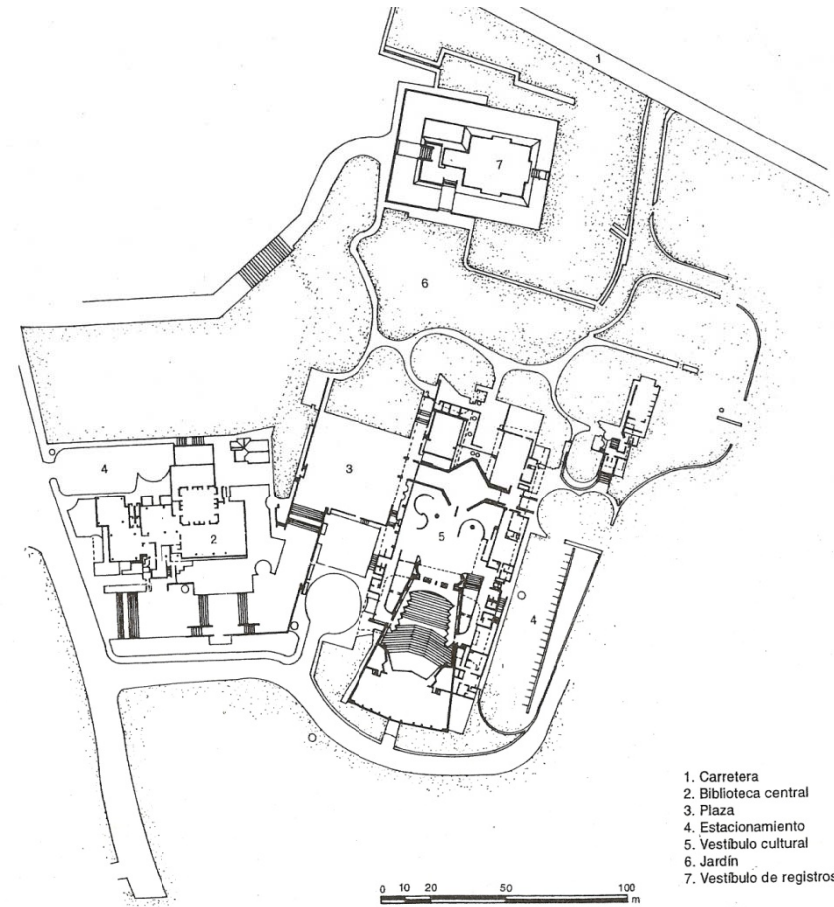 1
7
6
4
3
2
5
4
1. Carretera
2. Biblioteca central
3. Plaza
4. Estacionamiento
5. Vestíbulo cultural
6. Jardín
7. Vestíbulo de registros
0 10 20 50 100
m